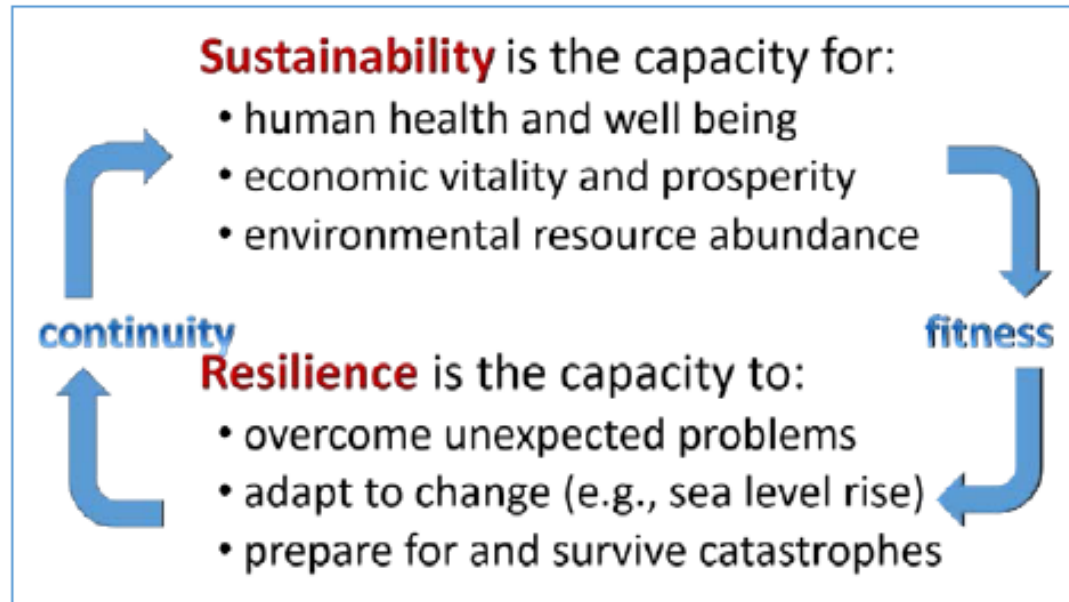 Sustainability is the capacity for:
• human health and well being
• economic vitality and prosperity
• environmental resource abundance
continuity
fitness
Resilience is the capacity to:
• overcome unexpected problems
• adapt to change (e.g., sea level rise)
• prepare for and survive catastrophes